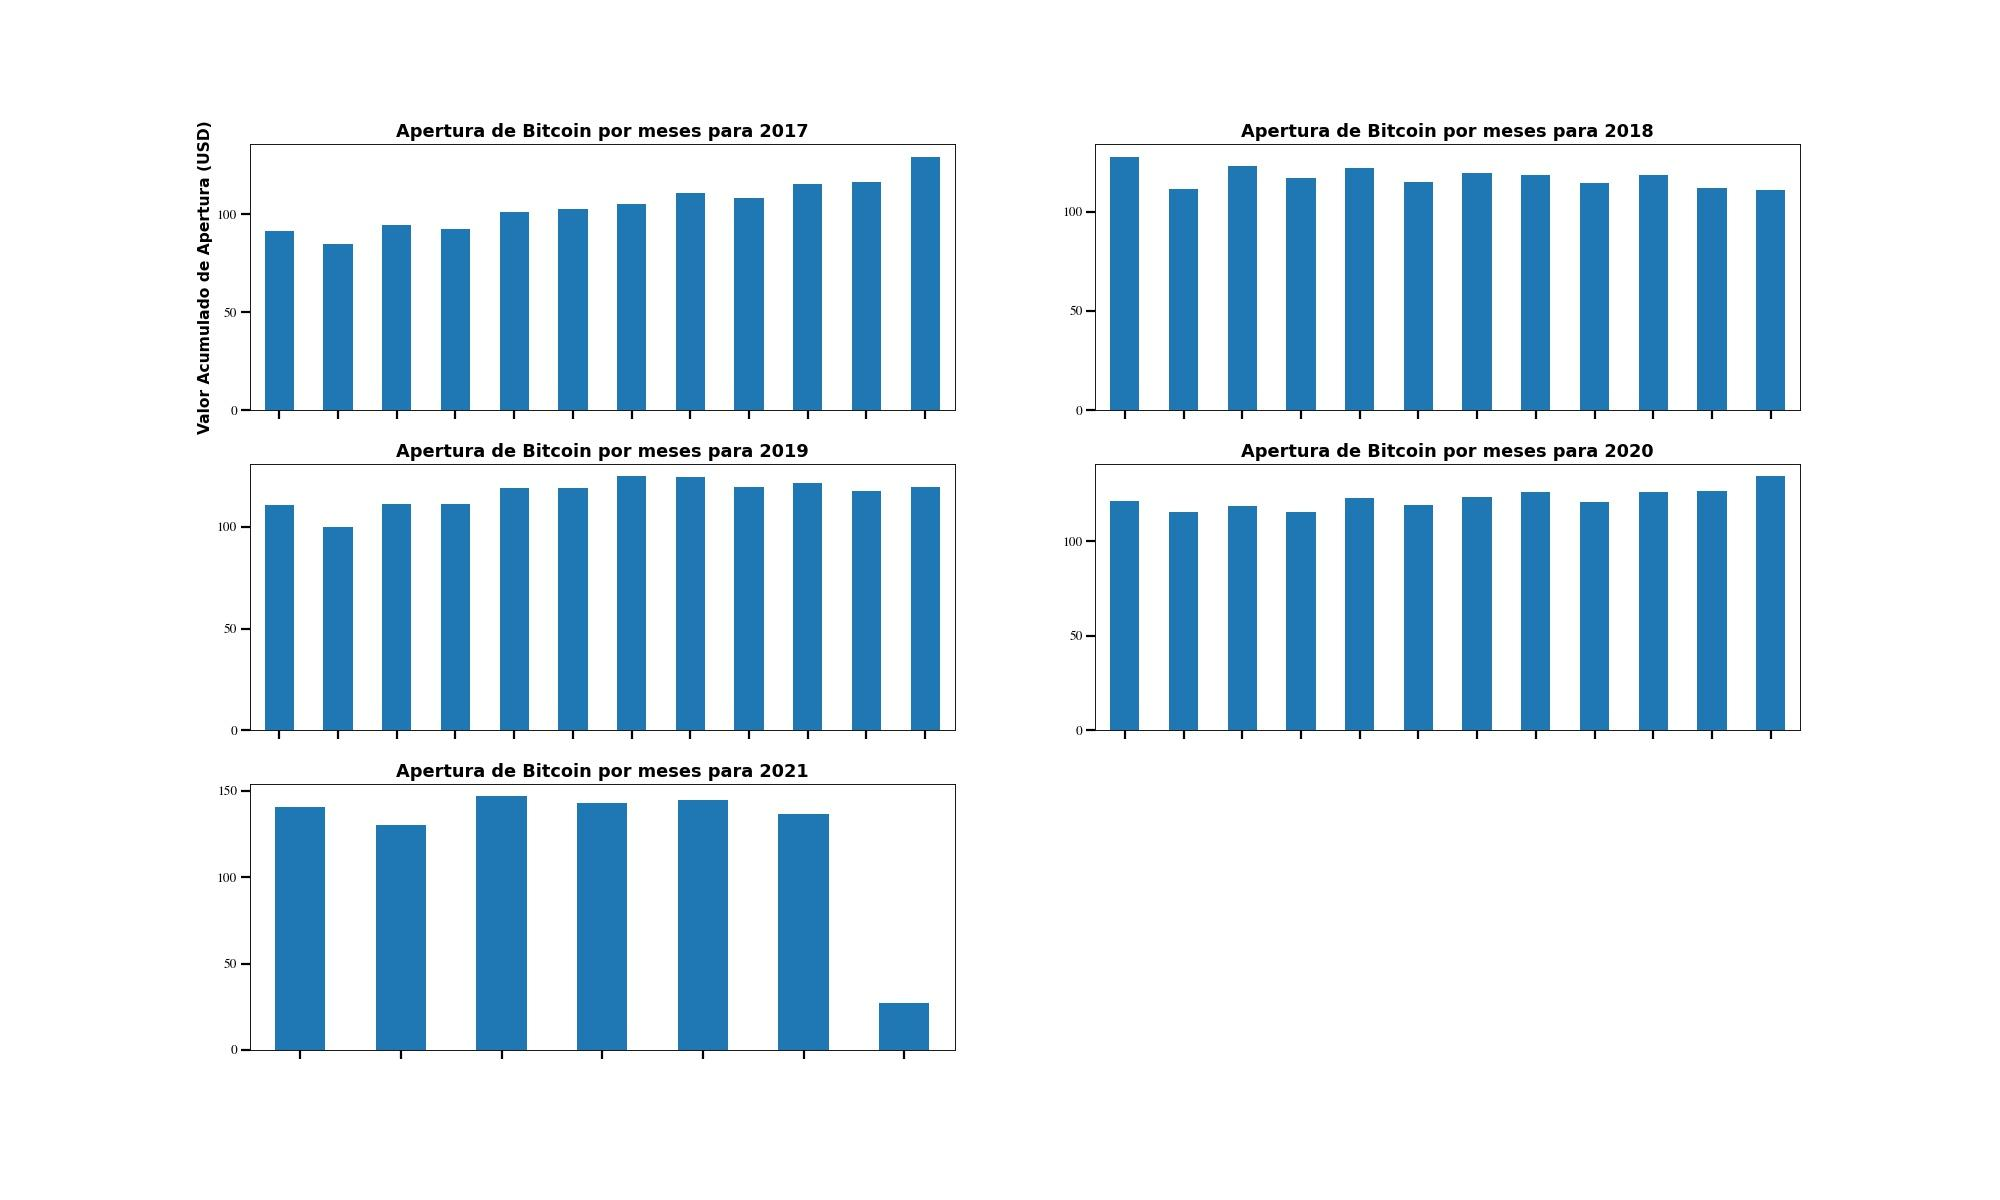 Valor Acumulado de Apertura (USD)
Apertura de Bitcoin por meses para 2017
100
50
0
Apertura de Bitcoin por meses para 2018
100
50
0
Apertura de Bitcoin por meses para 2019
100
50
0
Apertura de Bitcoin por meses para 2020
100
50
0
Apertura de Bitcoin por meses para 2021
150
100
50
0